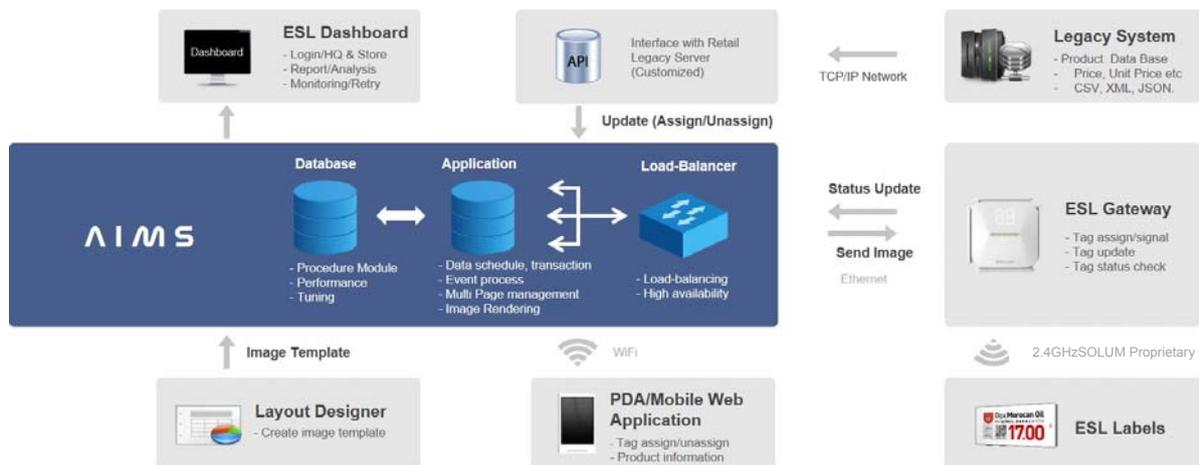 ESL Dashboard
Dashboard
- Login/HQ & Store
- Report/Analysis
- Monitoring/Retry
API
Interface with Retail
Legacy Server
(Customized)
TCP/IP Network
Legacy System
- Product Data Base
- Price, Unit Price etc
- CSV, XML, JSON.
Update (Assign/Unassign)
AIMS
Database
- Procedure Module
- Performance
- Tuning
Application
- Data schedule, transaction
- Event process
- Multi Page management
- Image Rendering
Load-Balancer
- Load-balancing
- High availability
Status Update
Send Image
Ethernet
ESL Gateway
- Tag assign/signal
- Tag update
- Tag status check
Image Template
WiFi
2.4GHzSOLUM Proprietary
Layout Designer
- Create image template
PDA/Mobile Web
Application
- Tag assign/unassign
- Product information
17.00
ESL Labels